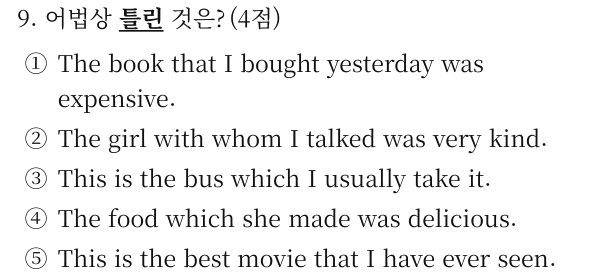 9. 어법상 틀린 것은? (4점)
① The book that I bought yesterday was
expensive.
② The girl with whom I talked was very kind.
③ This is the bus which I usually take it.
④ The food which she made was delicious.
⑤ This is the best movie that I have ever seen.